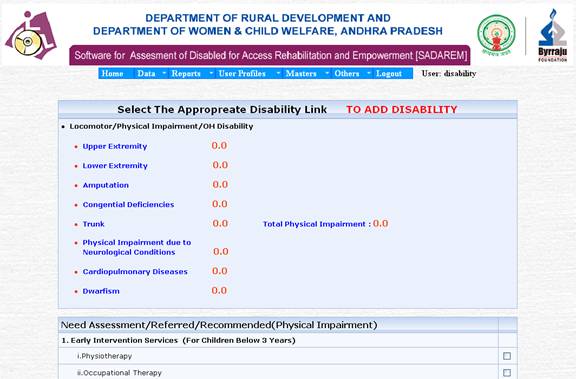 DEPARTMENT OF RURAL DEVELOPMENT AND
DEPARTMENT OF WOMEN & CHILD WELFARE, ANDHRA PRADESH
Byrraju
FOUNDATION
Software for Assesment of Disabled for Access Rehabilitation and Empowerment [SADAREM]
Home Data Reports User Profiles Masters Others Logout User: disability
Select The Appropreate Disability Link TO ADD DISABILITY
• Locomotor/Physical Impairment/OH Disability
• Upper Extremity 0.0
• Lower Extremity 0.0
• Amputation 0.0
• Congential Deficiencies 0.0
• Trunk 0.0 Total Physical Impairment : 0.0
• Physical Impairment due to
Neurological Conditions 0.0
• Cardiopulmonary Diseases 0.0
• Dwarfism 0.0
Need Assessment/Referred/Recommended(Physical Impairment)
1. Early Intervention Services (For Children Below 3 Years)
i.Physiotherapy
ii.Occupational Therapy